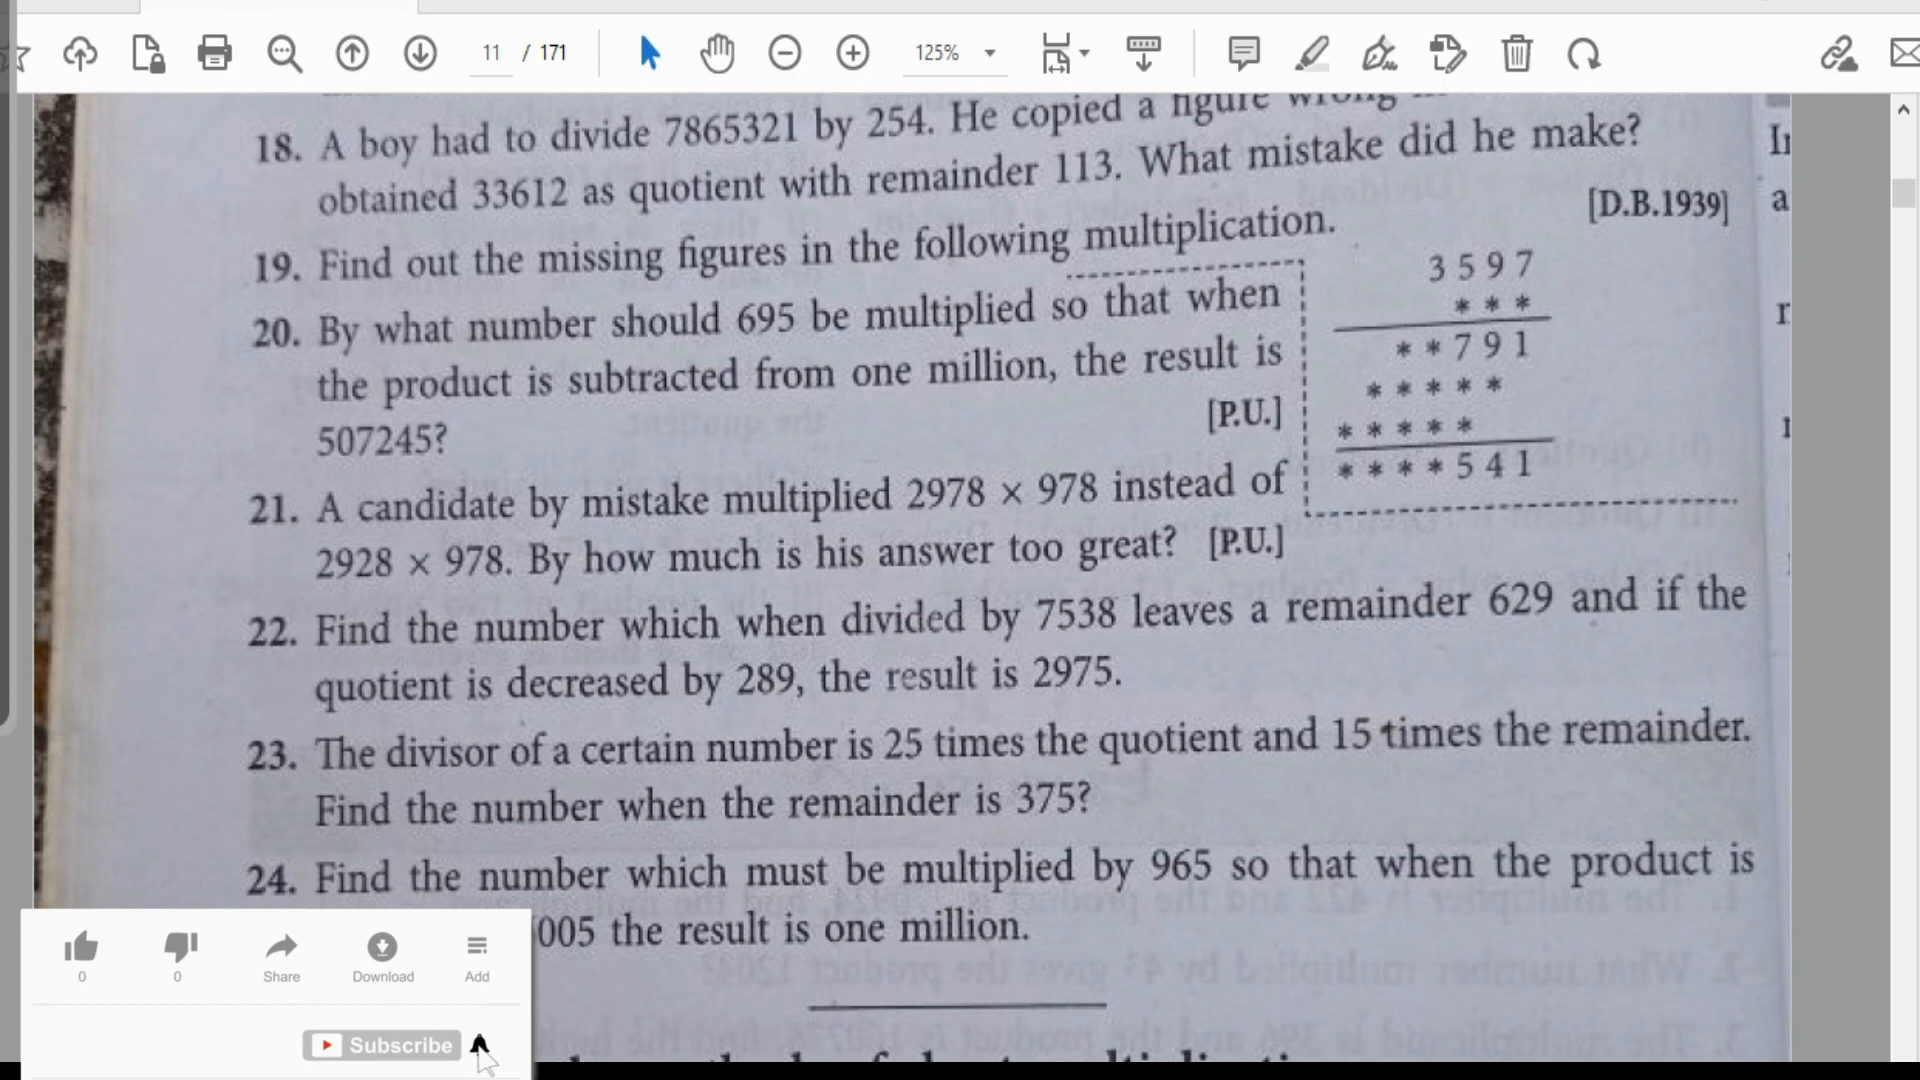 11 / 171
125%
18. A boy had to divide 7865321 by 254. He copied a figure wrong
obtained 33612 as quotient with remainder 113. What mistake did he make?
[D.B.1939]
19. Find out the missing figures in the following multiplication.
3 5 9 7
* * *
* * 7 9 1
* * * * *
* * * * *
* * * * 5 4 1
20. By what number should 695 be multiplied so that when
the product is subtracted from one million, the result is
507245?
[P.U.]
21. A candidate by mistake multiplied 2978 × 978 instead of
2928 × 978. By how much is his answer too great? [P.U.]
22. Find the number which when divided by 7538 leaves a remainder 629 and if the
quotient is decreased by 289, the result is 2975.
23. The divisor of a certain number is 25 times the quotient and 15 times the remainder.
Find the number when the remainder is 375?
24. Find the number which must be multiplied by 965 so that when the product is
005 the result is one million.
0 0 Share Download Add
Subscribe